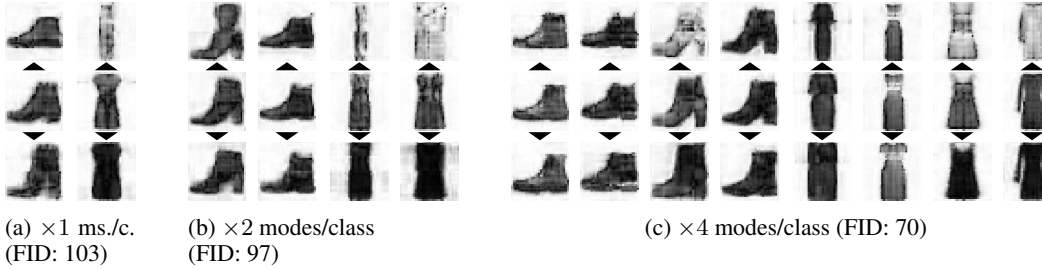 (a) ×1 ms./c.
(FID: 103)
(b) ×2 modes/class
(FID: 97)
(c) ×4 modes/class (FID: 70)